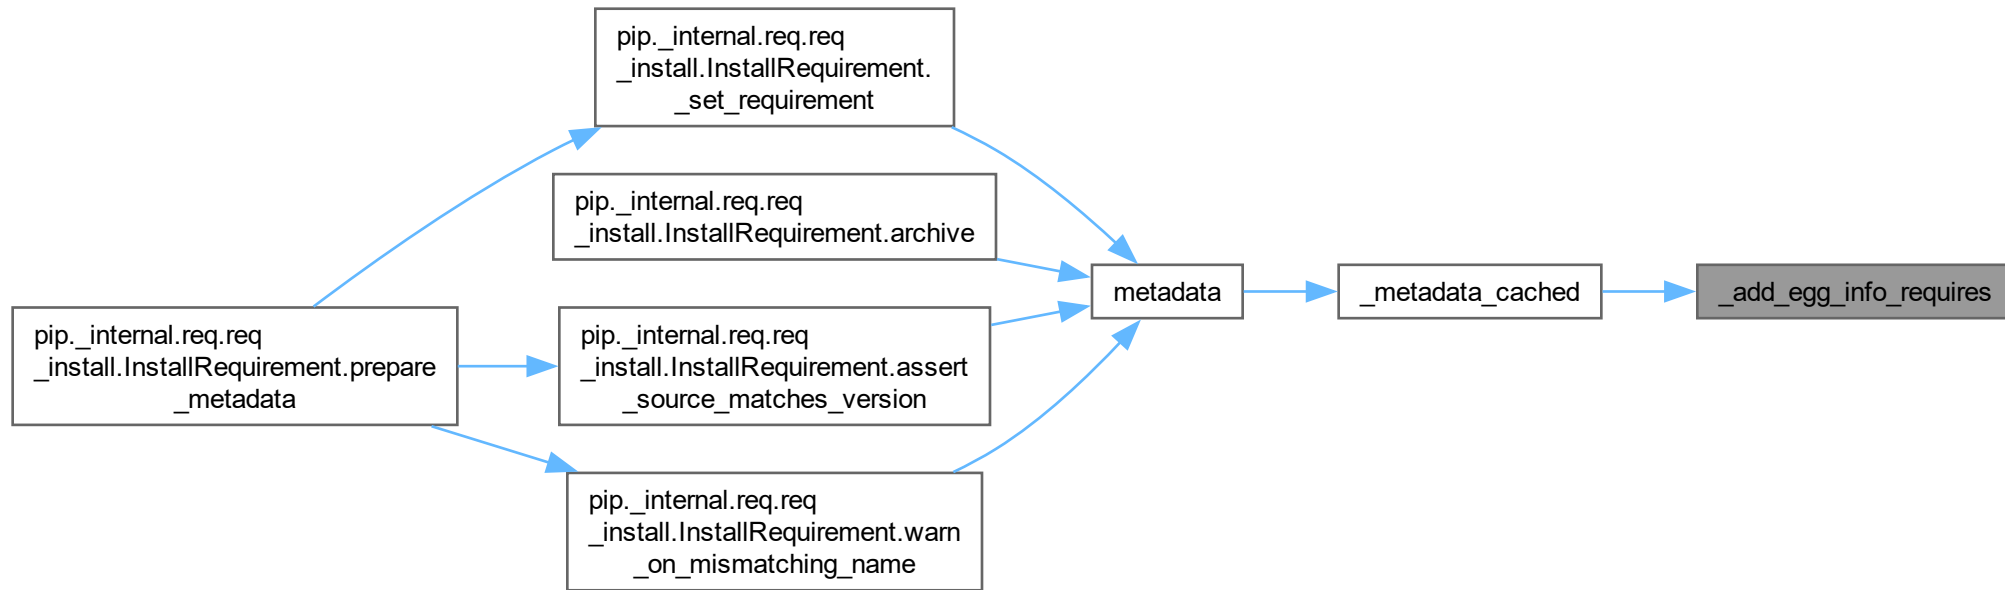 pip._internal.req.req
_install.InstallRequirement.
_set_requirement
pip._internal.req.req
_install.InstallRequirement.archive
metadata
_metadata_cached
_add_egg_info_requires
pip._internal.req.req
_install.InstallRequirement.prepare
_metadata
pip._internal.req.req
_install.InstallRequirement.assert
_source_matches_version
pip._internal.req.req
_install.InstallRequirement.warn
_on_mismatching_name